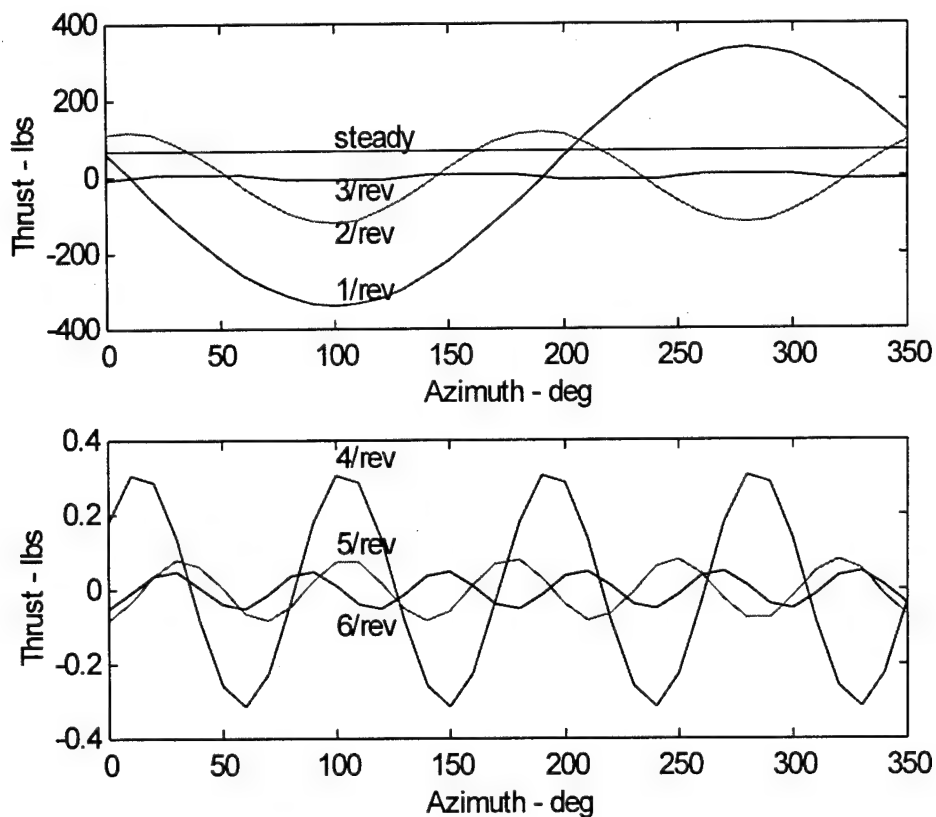 400
200
0
-200
-400
Thrust - lbs
steady
3/rev
2/rev
1/rev
0 50 100 150 200 250 300 350
Azimuth - deg
0.4
0.2
0
-0.2
-0.4
Thrust - lbs
4/rev
5/rev
6/rev
0 50 100 150 200 250 300 350
Azimuth - deg